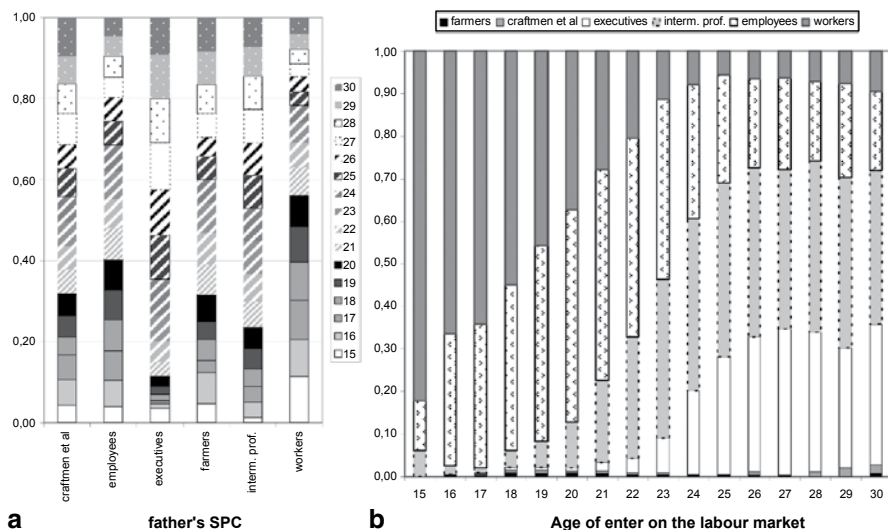 1,00
0,80
0,60
0,40
0,20
0,00
craftmen et al
employees
executives
farmers
interm. prof.
workers
30
29
28
27
26
25
24
23
22
21
20
19
18
17
16
15
a
father's SPC
farmers craftmen et al executives interm. prof. employees workers
1,00
0,90
0,80
0,70
0,60
0,50
0,40
0,30
0,20
0,10
0,00
15 16 17 18 19 20 21 22 23 24 25 26 27 28 29 30
b
Age of enter on the labour market